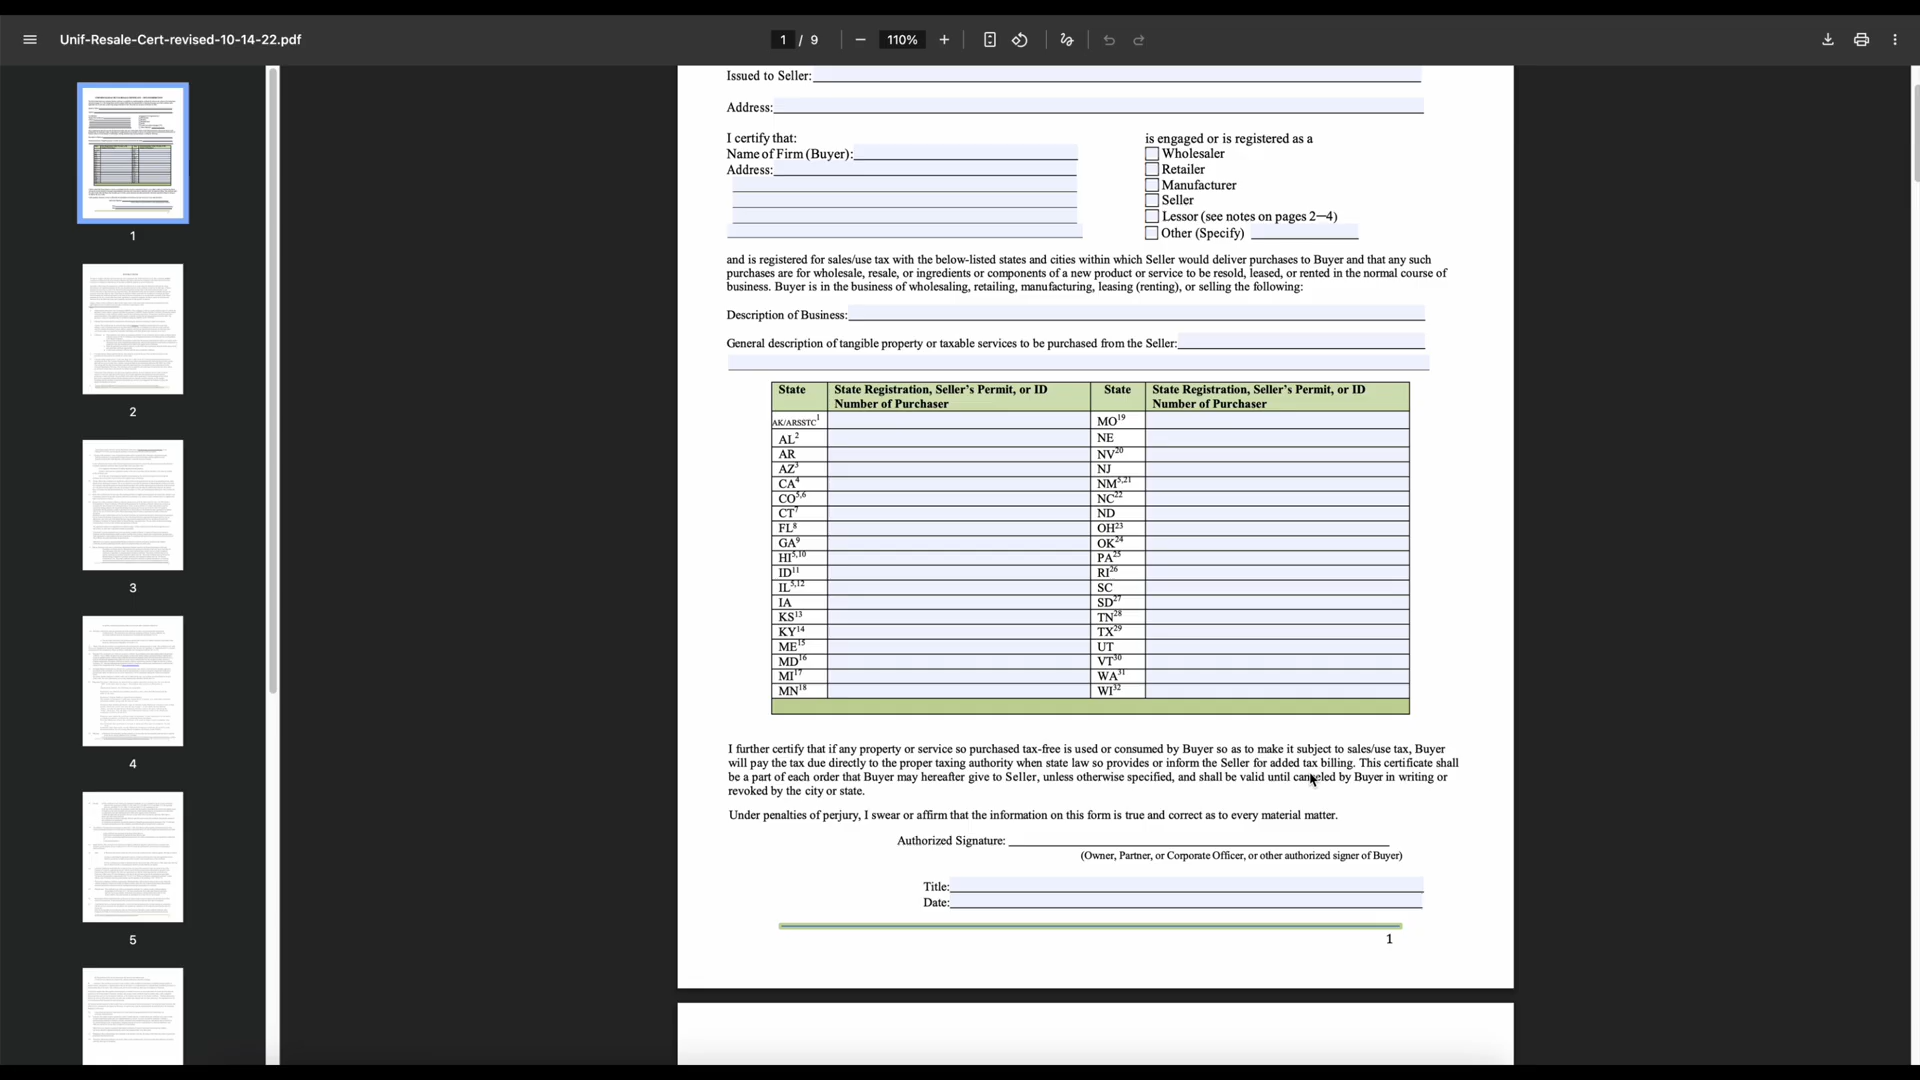 Unif-Resale-Cert-revised-10-14-22.pdf
1 / 9
110%
1
2
3
4
5
Issued to Seller:
Address:
I certify that:
Name of Firm (Buyer):
Address:
is engaged or is registered as a
Wholesaler
Retailer
Manufacturer
Seller
Lessor (see notes on pages 2—4)
Other (Specify)
and is registered for sales/use tax with the below-listed states and cities within which Seller would deliver purchases to Buyer and that any such
purchases are for wholesale, resale, or ingredients or components of a new product or service to be resold, leased, or rented in the normal course of
business. Buyer is in the business of wholesaling, retailing, manufacturing, leasing (renting), or selling the following:
Description of Business:
General description of tangible property or taxable services to be purchased from the Seller:
State State Registration, Seller's Permit, or ID State State Registration, Seller's Permit, or ID
Number of Purchaser Number of Purchaser
AK/ARSSTC1 MO19
AL2 NE
AR NV20
AZ3 NJ
CA4 NM5,21
CO5,6 NC22
CT7 ND
FL8 OH23
GA9 OK24
HI5,10 PA25
ID11 RI26
IL5,12 SC
IA SD27
KS13 TN28
KY14 TX29
ME15 UT
MD16 VT30
MI17 WA31
MN18 WI32
I further certify that if any property or service so purchased tax-free is used or consumed by Buyer so as to make it subject to sales/use tax, Buyer
will pay the tax due directly to the proper taxing authority when state law so provides or inform the Seller for added tax billing. This certificate shall
be a part of each order that Buyer may hereafter give to Seller, unless otherwise specified, and shall be valid until canceled by Buyer in writing or
revoked by the city or state.
Under penalties of perjury, I swear or affirm that the information on this form is true and correct as to every material matter.
Authorized Signature:
(Owner, Partner, or Corporate Officer, or other authorized signer of Buyer)
Title:
Date:
1